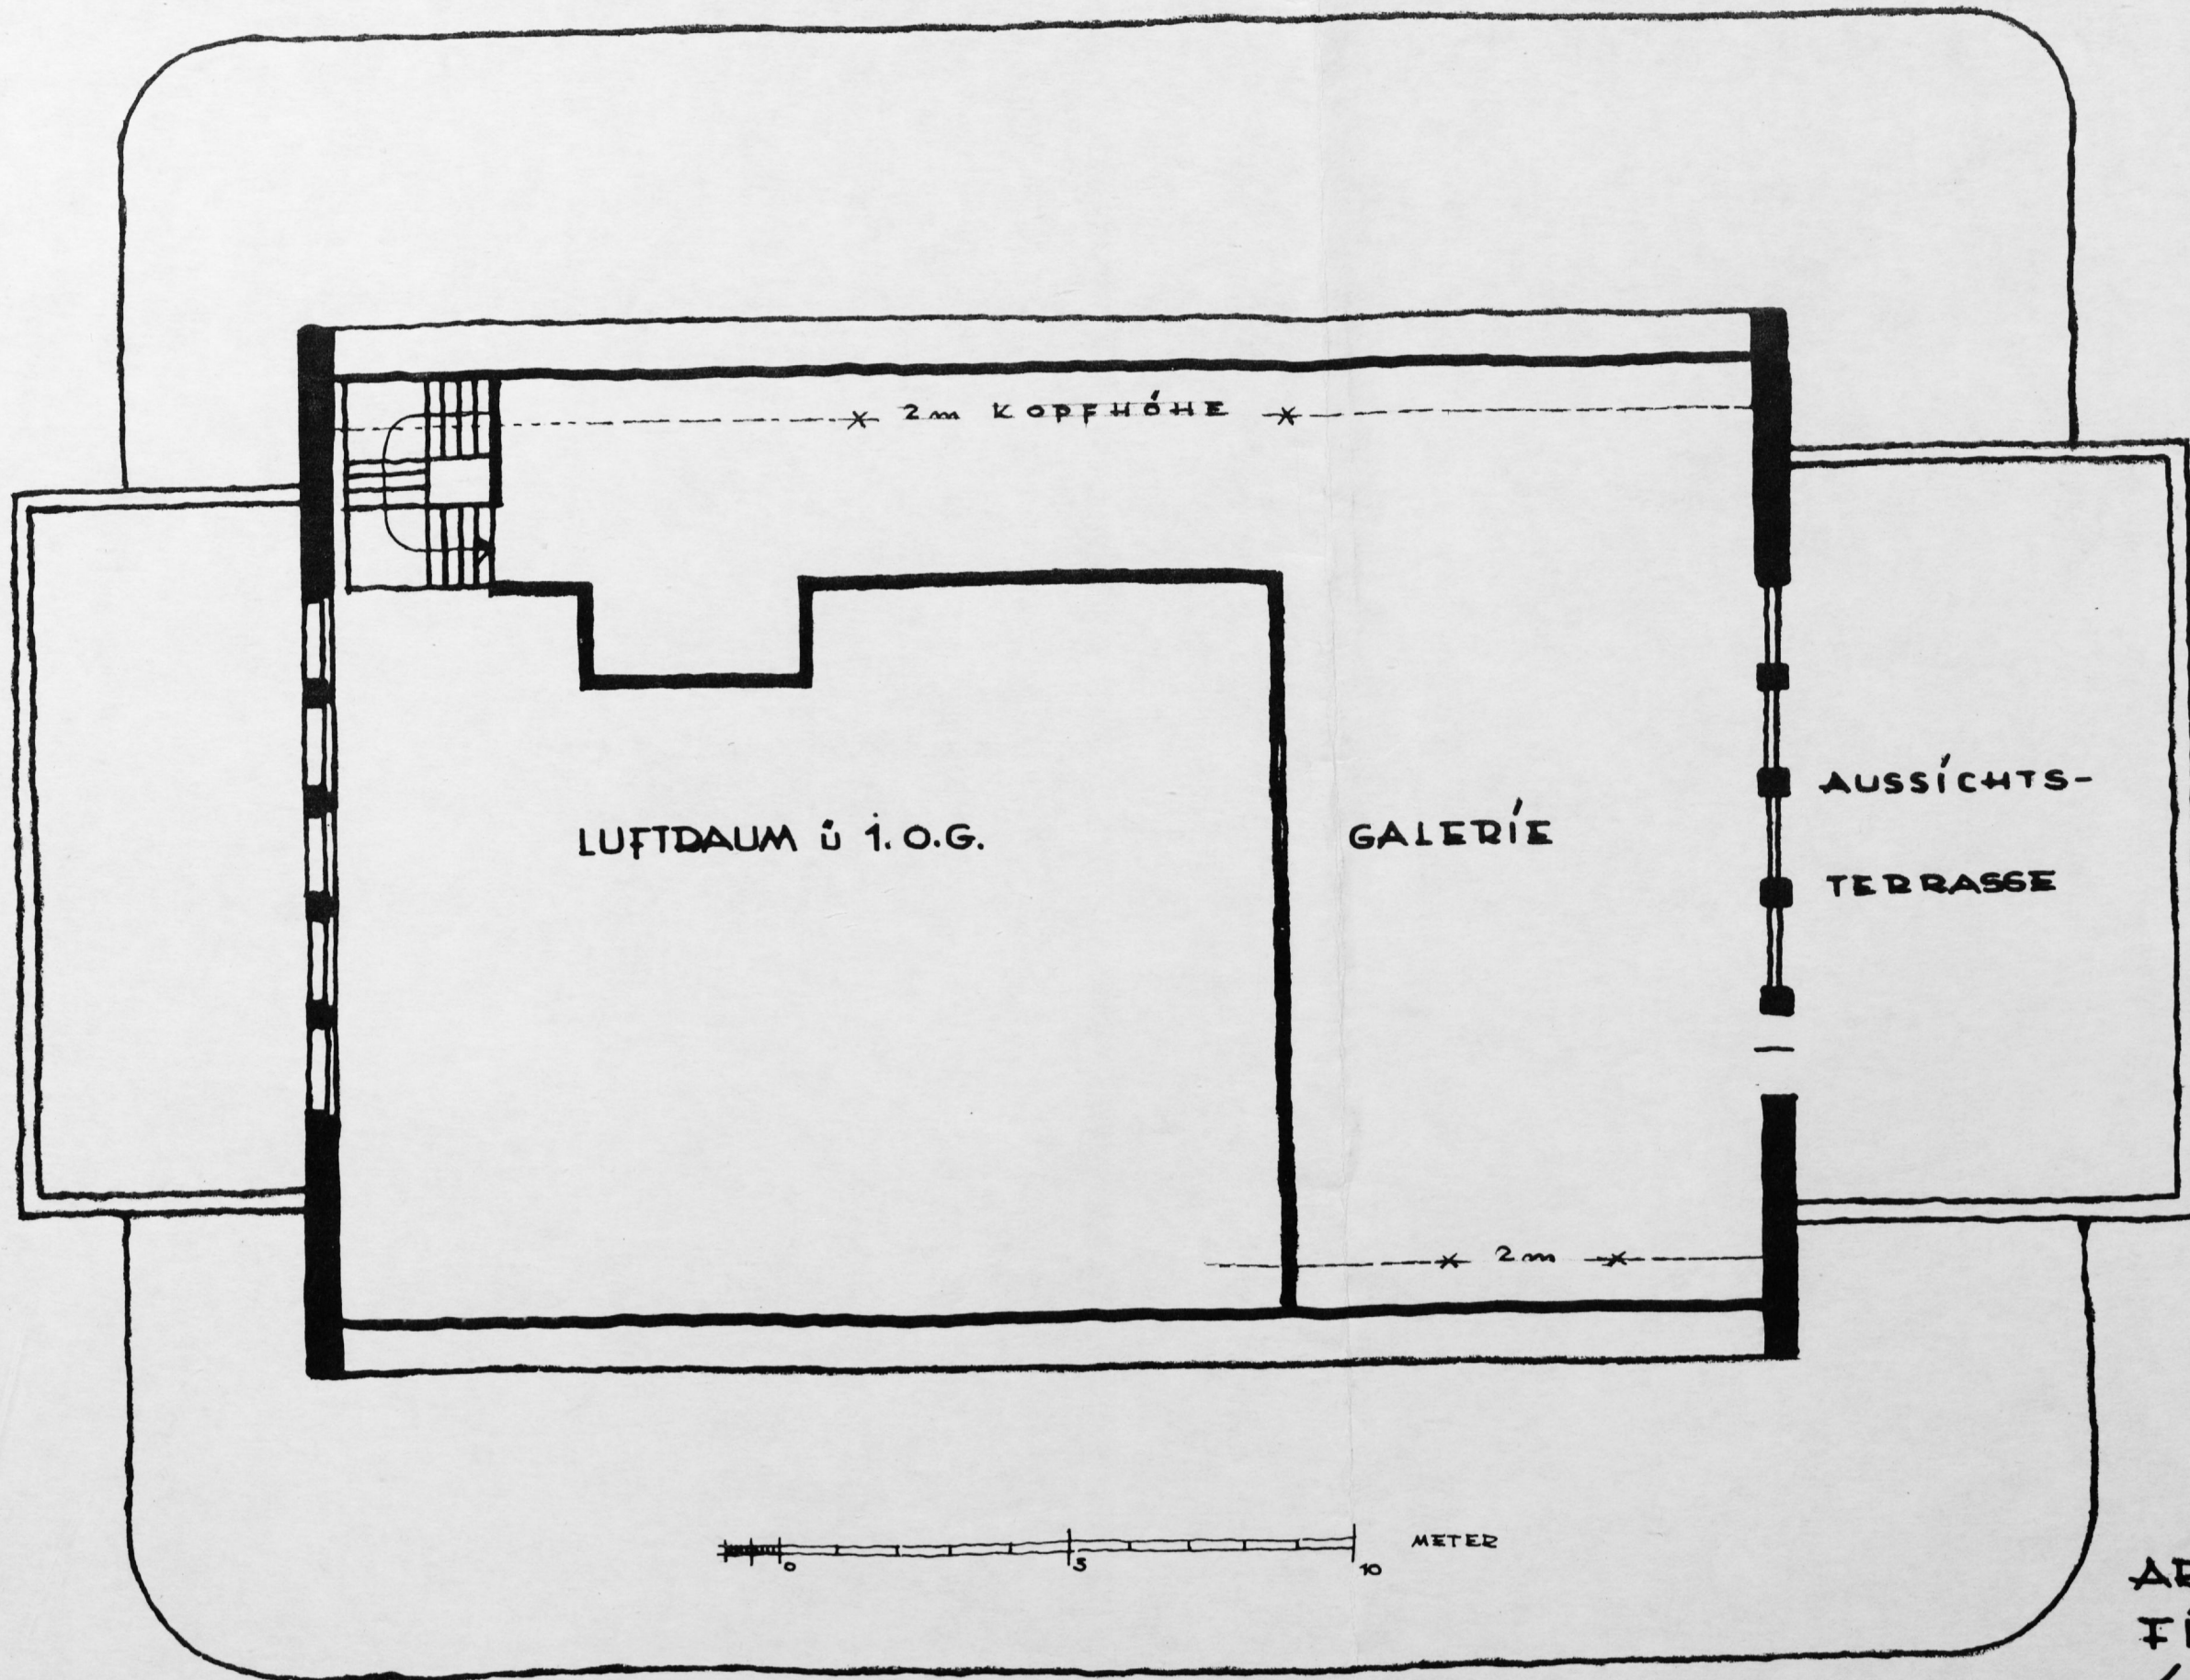 2m KOPFHÖHE
LUFTRAUM ü 1. O.G.
GALERIE
AUSSICHTS-
TERRASSE
2m
0 5 10 METER